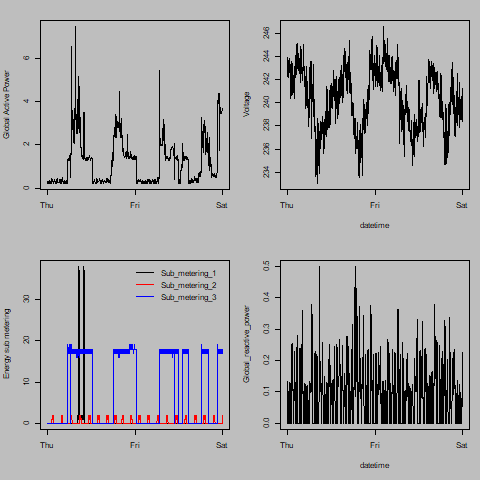 Global Active Power
0
2
4
6
Thu
Fri
Sat
Voltage
234
236
238
240
242
244
246
Thu
Fri
Sat
datetime
Energy sub metering
0
10
20
30
Thu
Fri
Sat
Sub_metering_1
Sub_metering_2
Sub_metering_3
Global_reactive_power
0.0
0.1
0.2
0.3
0.4
0.5
Thu
Fri
Sat
datetime